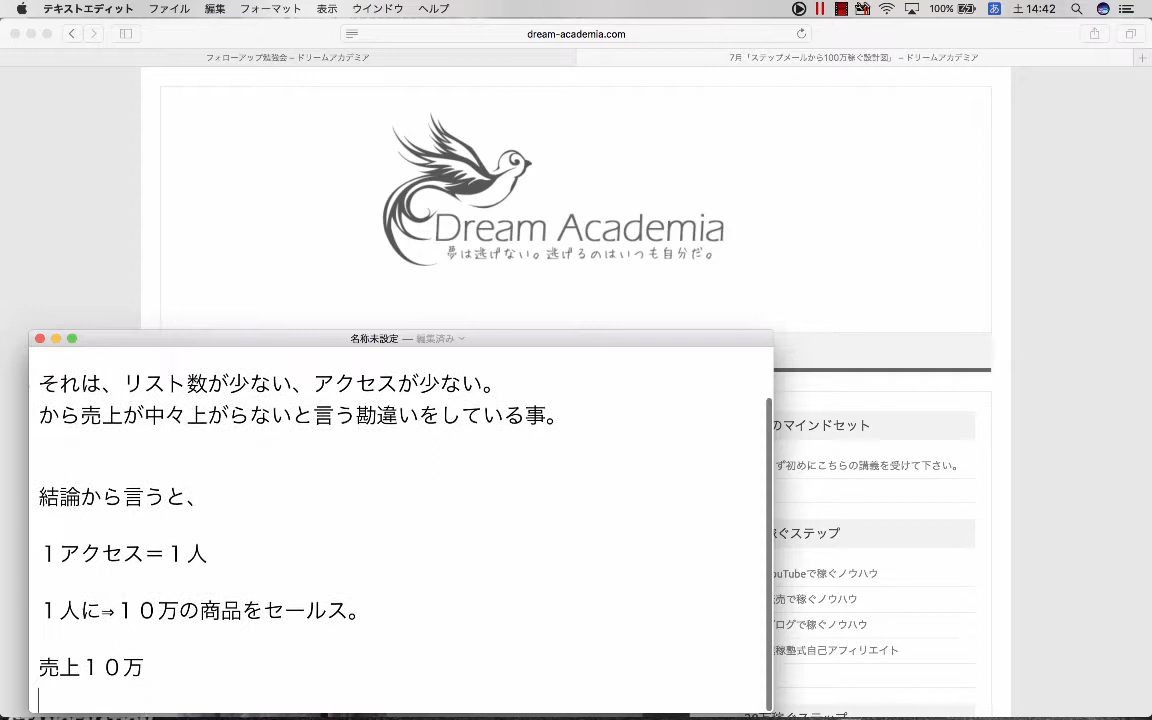 テキストエディット ファイル 編集 フォーマット 表示 ウインドウ ヘルプ 100% あ 土 14:42
dream-academia.com
フォローアップ勉強会 – ドリームアカデミア 7月「ステップメールから100万稼ぐ設計図」 – ドリームアカデミア
Dream Academia
夢は逃げない。逃げるのはいつも自分だ。
名称未設定 — 編集済み
それは、リスト数が少ない、アクセスが少ない。
から売上が中々上がらないと言う勘違いをしている事。
結論から言うと、
１アクセス＝１人
１人に⇒１０万の商品をセールス。
売上１０万
のマインドセット
ず初めにこちらの講義を受けて下さい。
ぐステップ
ouTubeで稼ぐノウハウ
売で稼ぐノウハウ
ログで稼ぐノウハウ
稼塾式自己アフィリエイト